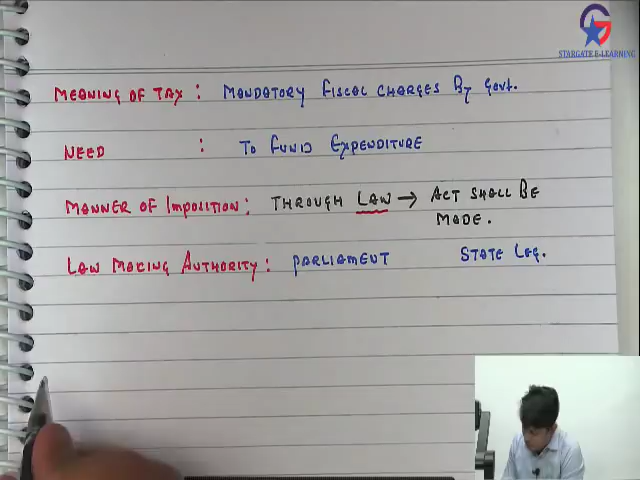 STARGATE E-LEARNING
MEANING OF TAX : MANDATORY FISCAL CHARGES BY GOVT.
NEED : TO FUND EXPENDITURE
MANNER OF IMPOSITION : THROUGH LAW → ACT SHALL BE
MADE.
LAW MAKING AUTHORITY : PARLIAMENT STATE LEG.